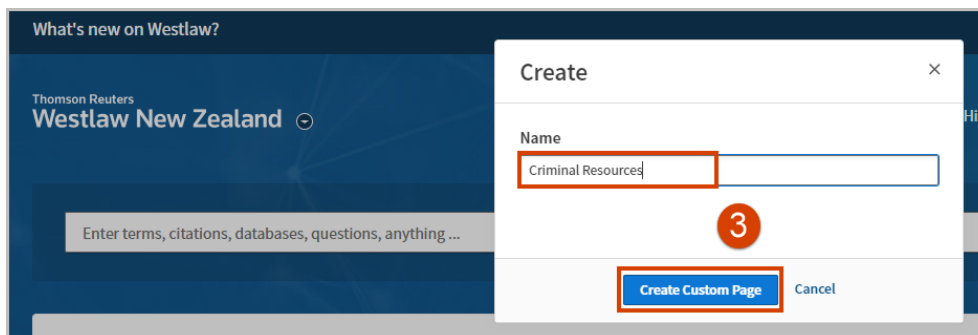 What's new on Westlaw?
Create
Thomson Reuters
Westlaw New Zealand
Hi
Name
Criminal Resources
Enter terms, citations, databases, questions, anything ...
3
Create Custom Page
Cancel